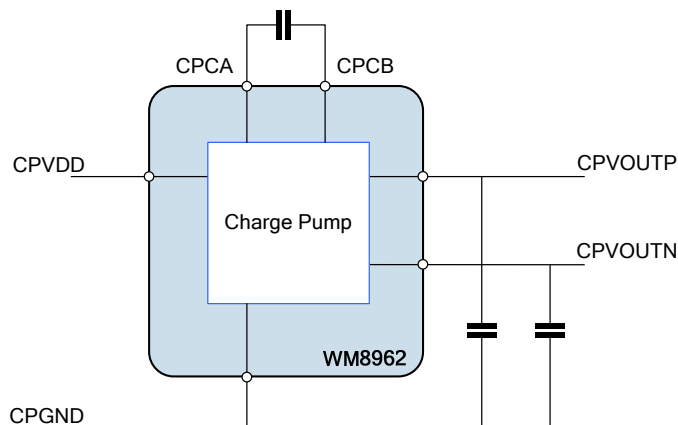 CPCA
CPCB
CPVDD
CPVOUTP
Charge Pump
CPVOUTN
WM8962
CPGND